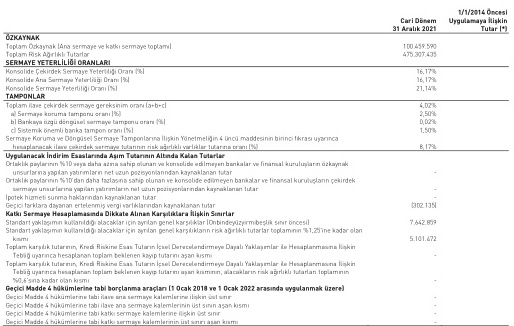 1/1/2014 Öncesi
Cari Dönem Uygulamaya İlişkin
31 Aralık 2021 Tutar (*)
ÖZKAYNAK
Toplam Özkaynak (Ana sermaye ve katkı sermaye toplamı) 100.459.590
Toplam Risk Ağırlıklı Tutarlar 475.307.435
SERMAYE YETERLİLİĞİ ORANLARI
Konsolide Çekirdek Sermaye Yeterliliği Oranı (%) 16,17%
Konsolide Ana Sermaye Yeterliliği Oranı (%) 16,17%
Konsolide Sermaye Yeterliliği Oranı (%) 21,14%
TAMPONLAR
Toplam ilave çekirdek sermaye gereksinim oranı (a+b+c) 4,02%
a) Sermaye koruma tamponu oranı (%) 2,50%
b) Bankaya özgü döngüsel sermaye tamponu oranı (%) 0,02%
c) Sistemik önemli banka tampon oranı (%) 1,50%
Sermaye Koruma ve Döngüsel Sermaye Tamponlarına İlişkin Yönetmeliğin 4 üncü maddesinin birinci fıkrası uyarınca
hesaplanacak ilave çekirdek sermaye tutarının risk ağırlıklı varlıklar tutarına oranı (%) 8,17%
Uygulanacak İndirim Esaslarında Aşım Tutarının Altında Kalan Tutarlar
Ortaklık paylarının %10 veya daha azına sahip olunan ve konsolide edilmeyen bankalar ve finansal kuruluşların özkaynak
unsurlarına yapılan yatırımların net uzun pozisyonlarından kaynaklanan tutar -
Ortaklık paylarının %10'dan daha fazlasına sahip olunan ve konsolide edilmeyen bankalar ve finansal kuruluşların çekirdek
sermaye unsurlarına yapılan yatırımların net uzun pozisyonlarından kaynaklanan tutar -
İpotek hizmeti sunma haklarından kaynaklanan tutar -
Geçici farklara dayanan ertelenmiş vergi varlıklarından kaynaklanan tutar (302.135)
Katkı Sermaye Hesaplamasında Dikkate Alınan Karşılıklara İlişkin Sınırlar
Standart yaklaşımın kullanıldığı alacaklar için ayrılan genel karşılıklar (Onbindeyüzyirmibeşlik sınır öncesi) 7.642.859
Standart yaklaşımın kullanıldığı alacaklar için ayrılan genel karşılıkların risk ağırlıklı tutarlar toplamının %1,25'ine kadar olan
kısmı 5.101.472
Toplam karşılık tutarının, Kredi Riskine Esas Tutarın İçsel Derecelendirmeye Dayalı Yaklaşımlar ile Hesaplanmasına İlişkin
Tebliğ uyarınca hesaplanan toplam beklenen kayıp tutarını aşan kısmı -
Toplam karşılık tutarının, Kredi Riskine Esas Tutarın İçsel Derecelendirmeye Dayalı Yaklaşımlar ile Hesaplanmasına İlişkin
Tebliğ uyarınca hesaplanan toplam beklenen kayıp tutarını aşan kısmının, alacakların risk ağırlıklı tutarları toplamının
%0,6'sına kadar olan kısmı -
Geçici Madde 4 hükümlerine tabi borçlanma araçları (1 Ocak 2018 ve 1 Ocak 2022 arasında uygulanmak üzere)
Geçici Madde 4 hükümlerine tabi ilave ana sermaye kalemlerine ilişkin üst sınır -
Geçici Madde 4 hükümlerine tabi ilave ana sermaye kalemlerinin üst sınırı aşan kısmı -
Geçici Madde 4 hükümlerine tabi katkı sermaye kalemlerine ilişkin üst sınır -
Geçici Madde 4 hükümlerine tabi katkı sermaye kalemlerinin üst sınırı aşan kısmı -